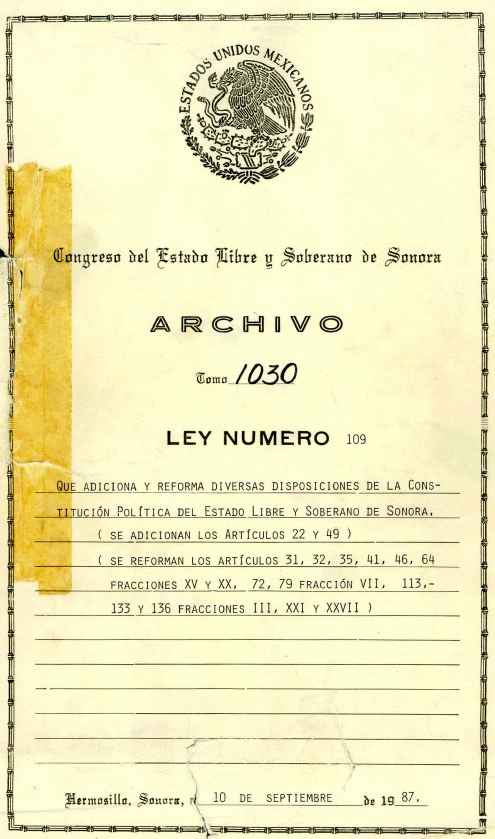 ESTADOS UNIDOS MEXICANOS
Congreso del Estado Libre y Soberano de Sonora
ARCHIVO
Tomo 1030
LEY NUMERO 109
QUE ADICIONA Y REFORMA DIVERSAS DISPOSICIONES DE LA CONS-
TITUCIÓN POLÍTICA DEL ESTADO LIBRE Y SOBERANO DE SONORA.
( SE ADICIONAN LOS ARTÍCULOS 22 Y 49 )
( SE REFORMAN LOS ARTÍCULOS 31, 32, 35, 41, 46, 64
FRACCIONES XV Y XX, 72, 79 FRACCIÓN VII, 113,-
133 Y 136 FRACCIONES III, XXI Y XXVII )
Hermosillo, Sonora, 10 DE SEPTIEMBRE de 1987.